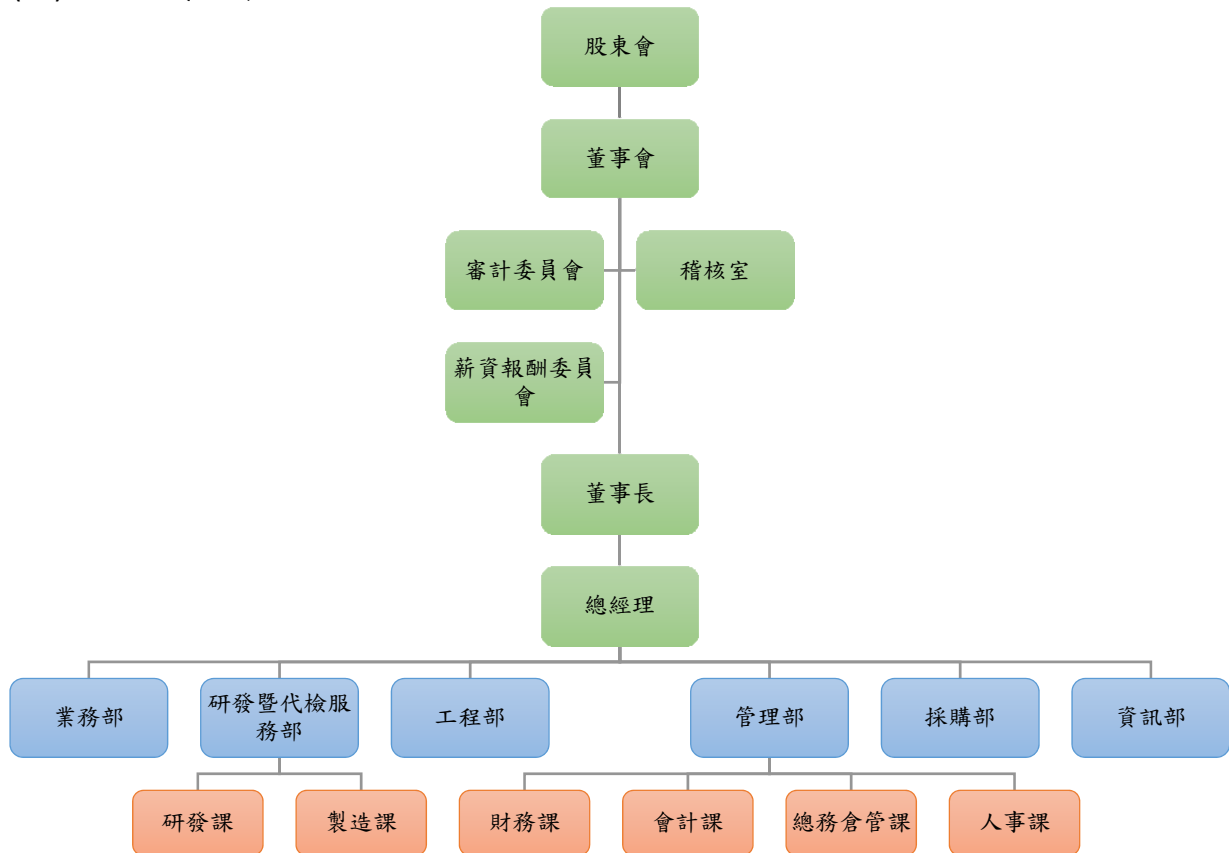 股東會
董事會
審計委員會
稽核室
薪資報酬委員
會
董事長
總經理
業務部
研發暨代檢服
務部
工程部
管理部
採購部
資訊部
研發課
製造課
財務課
會計課
總務倉管課
人事課